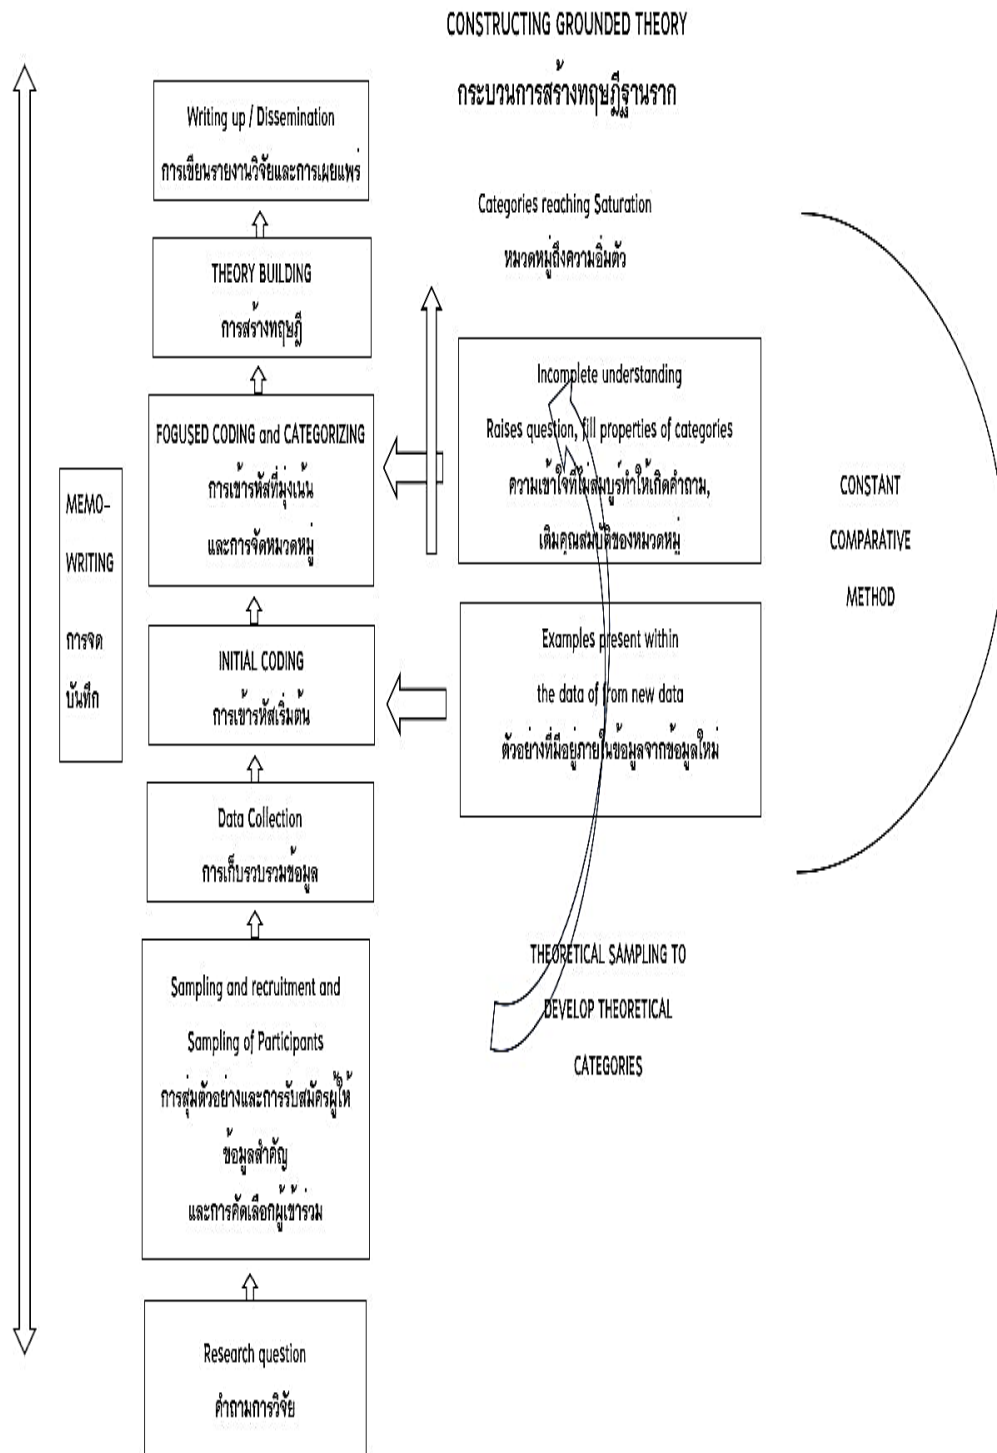 CONSTRUCTING GROUNDED THEORY
กระบวนการสร้างทฤษฎีฐานราก
Writing up / Dissemination
การเขียนรายงานวิจัยและการเผยแพร่
THEORY BUILDING
การสร้างทฤษฎี
FOGUSED CODING and CATEGORIZING
การเข้ารหัสที่มุ่งเน้น
และการจัดหมวดหมู่
INITIAL CODING
การเข้ารหัสเริ่มต้น
Data Collection
การเก็บรวบรวมข้อมูล
Sampling and recruitment and
Sampling of Participants
การสุ่มตัวอย่างและการรับสมัครผู้ให้
ข้อมูลสำคัญ
และการคัดเลือกผู้เข้าร่วม
Research question
คำถามการวิจัย
MEMO-
WRITING
การจด
บันทึก
Categories reaching Saturation
หมวดหมู่ถึงความอิ่มตัว
Incomplete understanding
Raises question, fill properties of categories
ความเข้าใจที่ไม่สมบูร์ทำให้เกิดคำถาม,
เติมคุณสมบัติของหมวดหมู่
Examples present within
the data of from new data
ตัวอย่างที่มีอยู่ภายในข้อมูลจากข้อมูลใหม่
THEORETICAL SAMPLING TO
DEVELOP THEORETICAL
CATEGORIES
CONSTANT
COMPARATIVE
METHOD